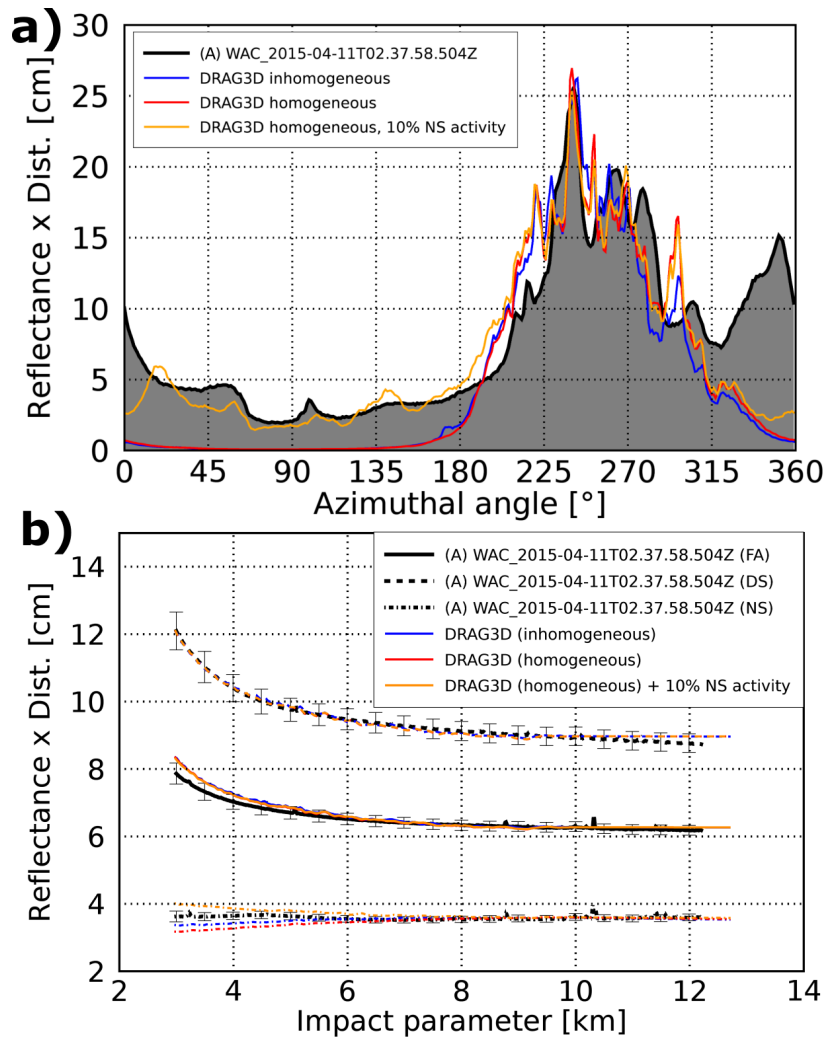 a)
30
25
20
15
10
5
0
Reflectance x Dist. [cm]
(A) WAC_2015-04-11T02.37.58.504Z
DRAG3D inhomogeneous
DRAG3D homogeneous
DRAG3D homogeneous, 10% NS activity
0 45 90 135 180 225 270 315 360
Azimuthal angle [°]
b)
14
12
10
8
6
4
2
Reflectance x Dist. [cm]
(A) WAC_2015-04-11T02.37.58.504Z (FA)
(A) WAC_2015-04-11T02.37.58.504Z (DS)
(A) WAC_2015-04-11T02.37.58.504Z (NS)
DRAG3D (inhomogeneous)
DRAG3D (homogeneous)
DRAG3D (homogeneous) + 10% NS activity
2 4 6 8 10 12 14
Impact parameter [km]